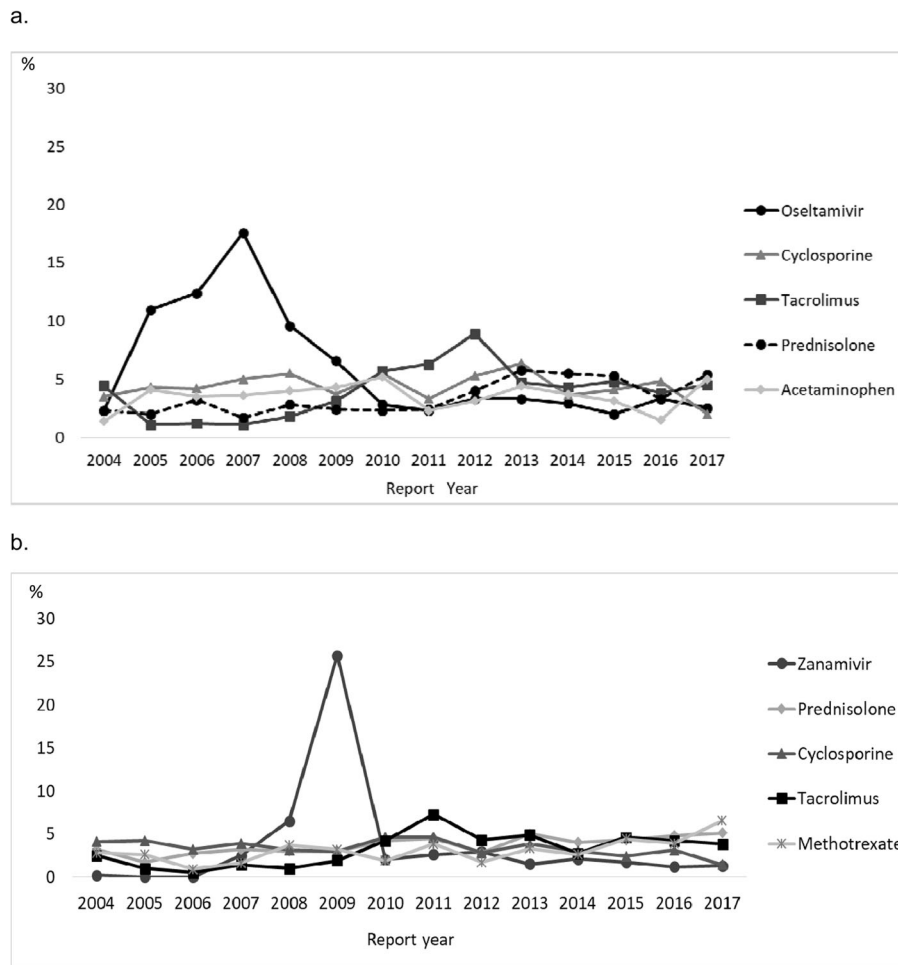 a.
%
30
25
20
15
10
5
0
2004 2005 2006 2007 2008 2009 2010 2011 2012 2013 2014 2015 2016 2017
Report Year
Oseltamivir
Cyclosporine
Tacrolimus
Prednisolone
Acetaminophen
b.
%
30
25
20
15
10
5
0
2004 2005 2006 2007 2008 2009 2010 2011 2012 2013 2014 2015 2016 2017
Report year
Zanamivir
Prednisolone
Cyclosporine
Tacrolimus
Methotrexate